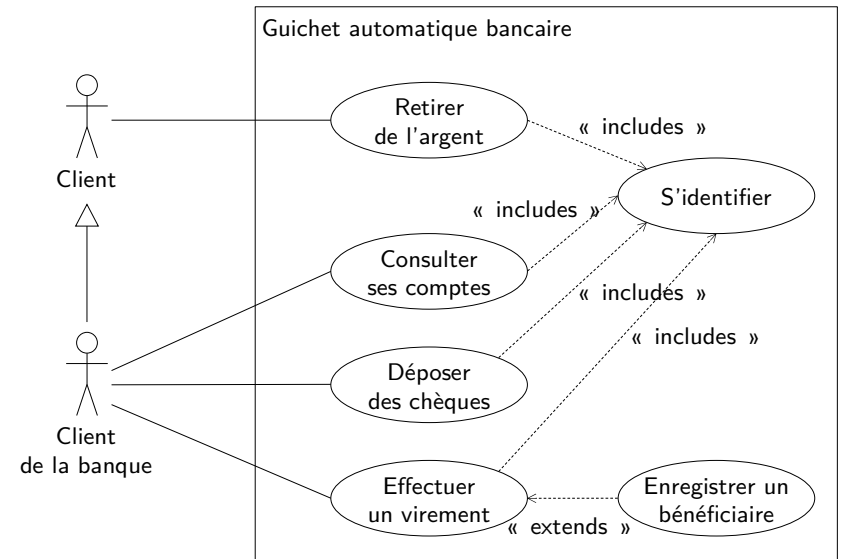 Guichet automatique bancaire
Retirer
de l'argent
« includes »
Client
S'identifier
« includes »
Consulter
ses comptes
« includes »
« includes »
Déposer
des chèques
Client
de la banque
Effectuer
un virement
« extends »
Enregistrer un
bénéficiaire